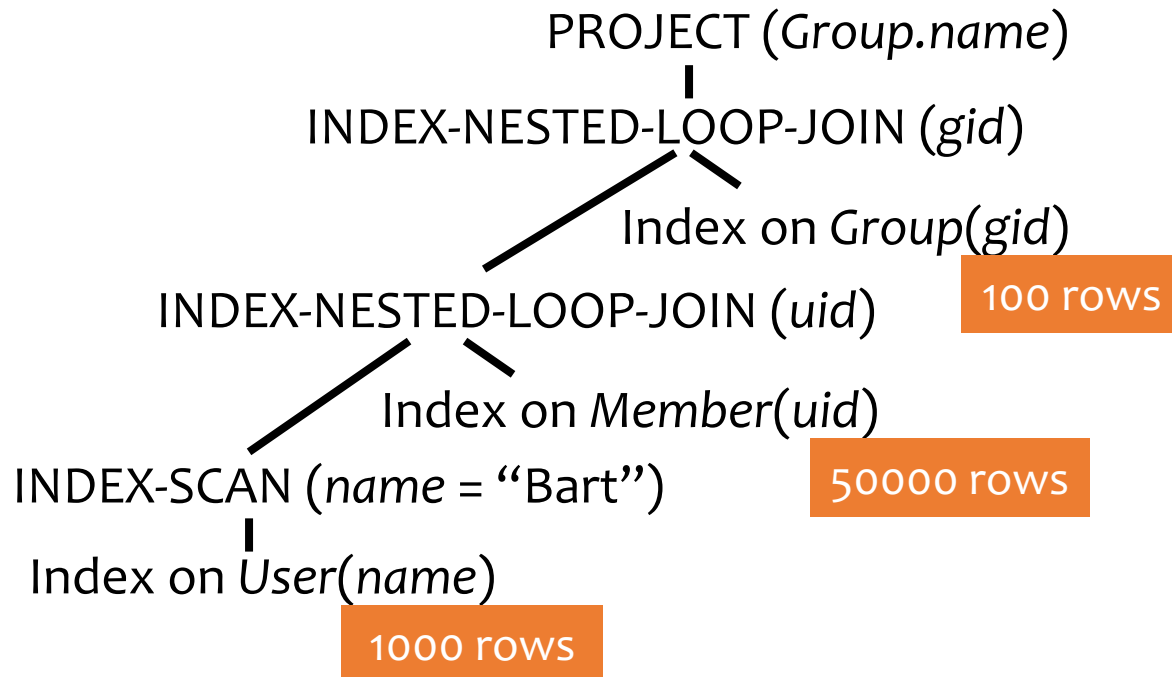 PROJECT (Group.name)
INDEX-NESTED-LOOP-JOIN (gid)
Index on Group(gid)
100 rows
INDEX-NESTED-LOOP-JOIN (uid)
Index on Member(uid)
50000 rows
INDEX-SCAN (name = “Bart”)
Index on User(name)
1000 rows